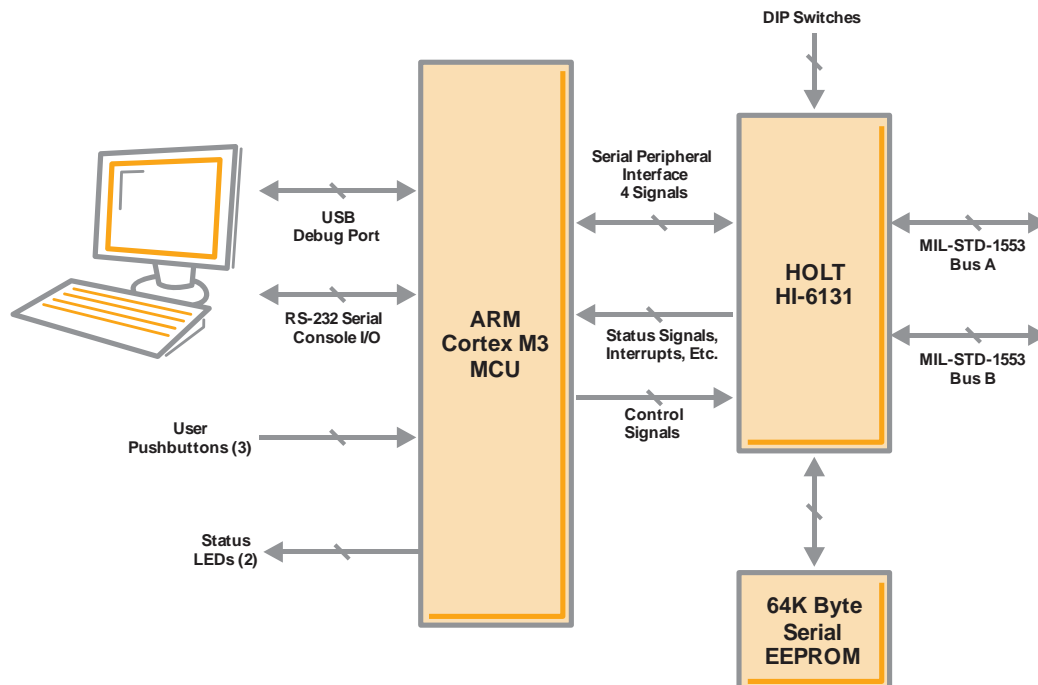 DIP Switches
Serial Peripheral
Interface
4 Signals
USB
Debug Port
MIL-STD-1553
Bus A
HOLT
HI-6131
RS-232 Serial
Console I/O
ARM
Cortex M3
MCU
Status Signals,
Interrupts, Etc.
MIL-STD-1553
Bus B
Control
Signals
User
Pushbuttons (3)
Status
LEDs (2)
64K Byte
Serial
EEPROM